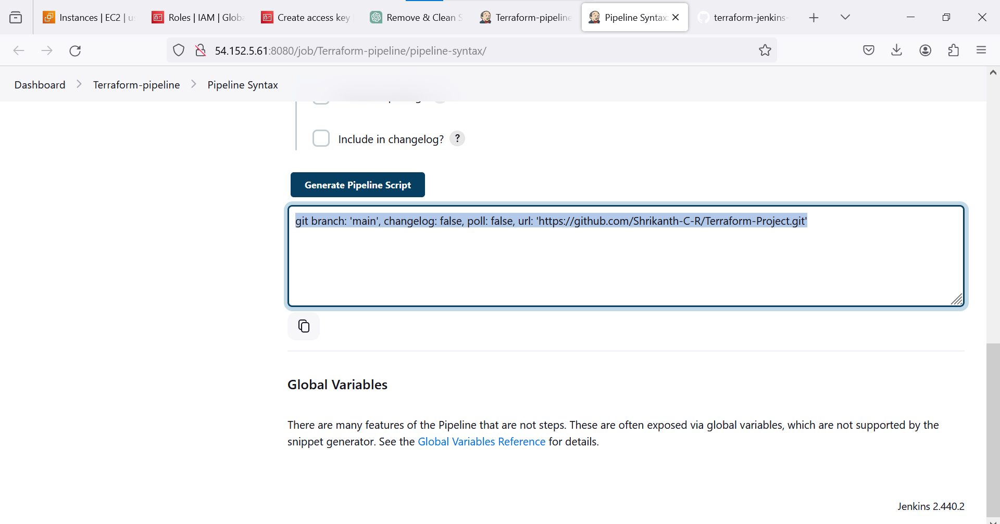 Instances | EC2 | us
Roles | IAM | Globa
Create access key
Remove & Clean S
Terraform-pipeline
Pipeline Syntax:
terraform-jenkins-
54.152.5.61:8080/job/Terraform-pipeline/pipeline-syntax/
Dashboard
Terraform-pipeline
Pipeline Syntax
Include in changelog?
?
Generate Pipeline Script
git branch: 'main', changelog: false, poll: false, url: 'https://github.com/Shrikanth-C-R/Terraform-Project.git'
Global Variables
There are many features of the Pipeline that are not steps. These are often exposed via global variables, which are not supported by the
snippet generator. See the Global Variables Reference for details.
Jenkins 2.440.2